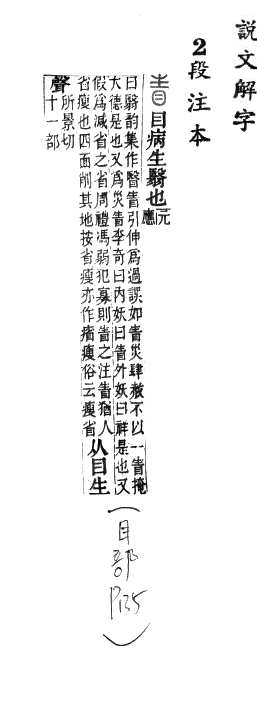 說文解字
2段注本
眚目病生翳也元應
曰翳韵集作瞖眚引伸爲過誤如眚災肆赦不以一眚掩
大德是也又爲災眚李奇曰內妖曰眚外妖曰祥是也又
假爲減省之省周禮馮弱犯寡則眚之注眚猶人
省瘦也四面削其地按省瘦亦作瘦俗云瘦省
从目生
聲所景切
十一部
(目部P135)